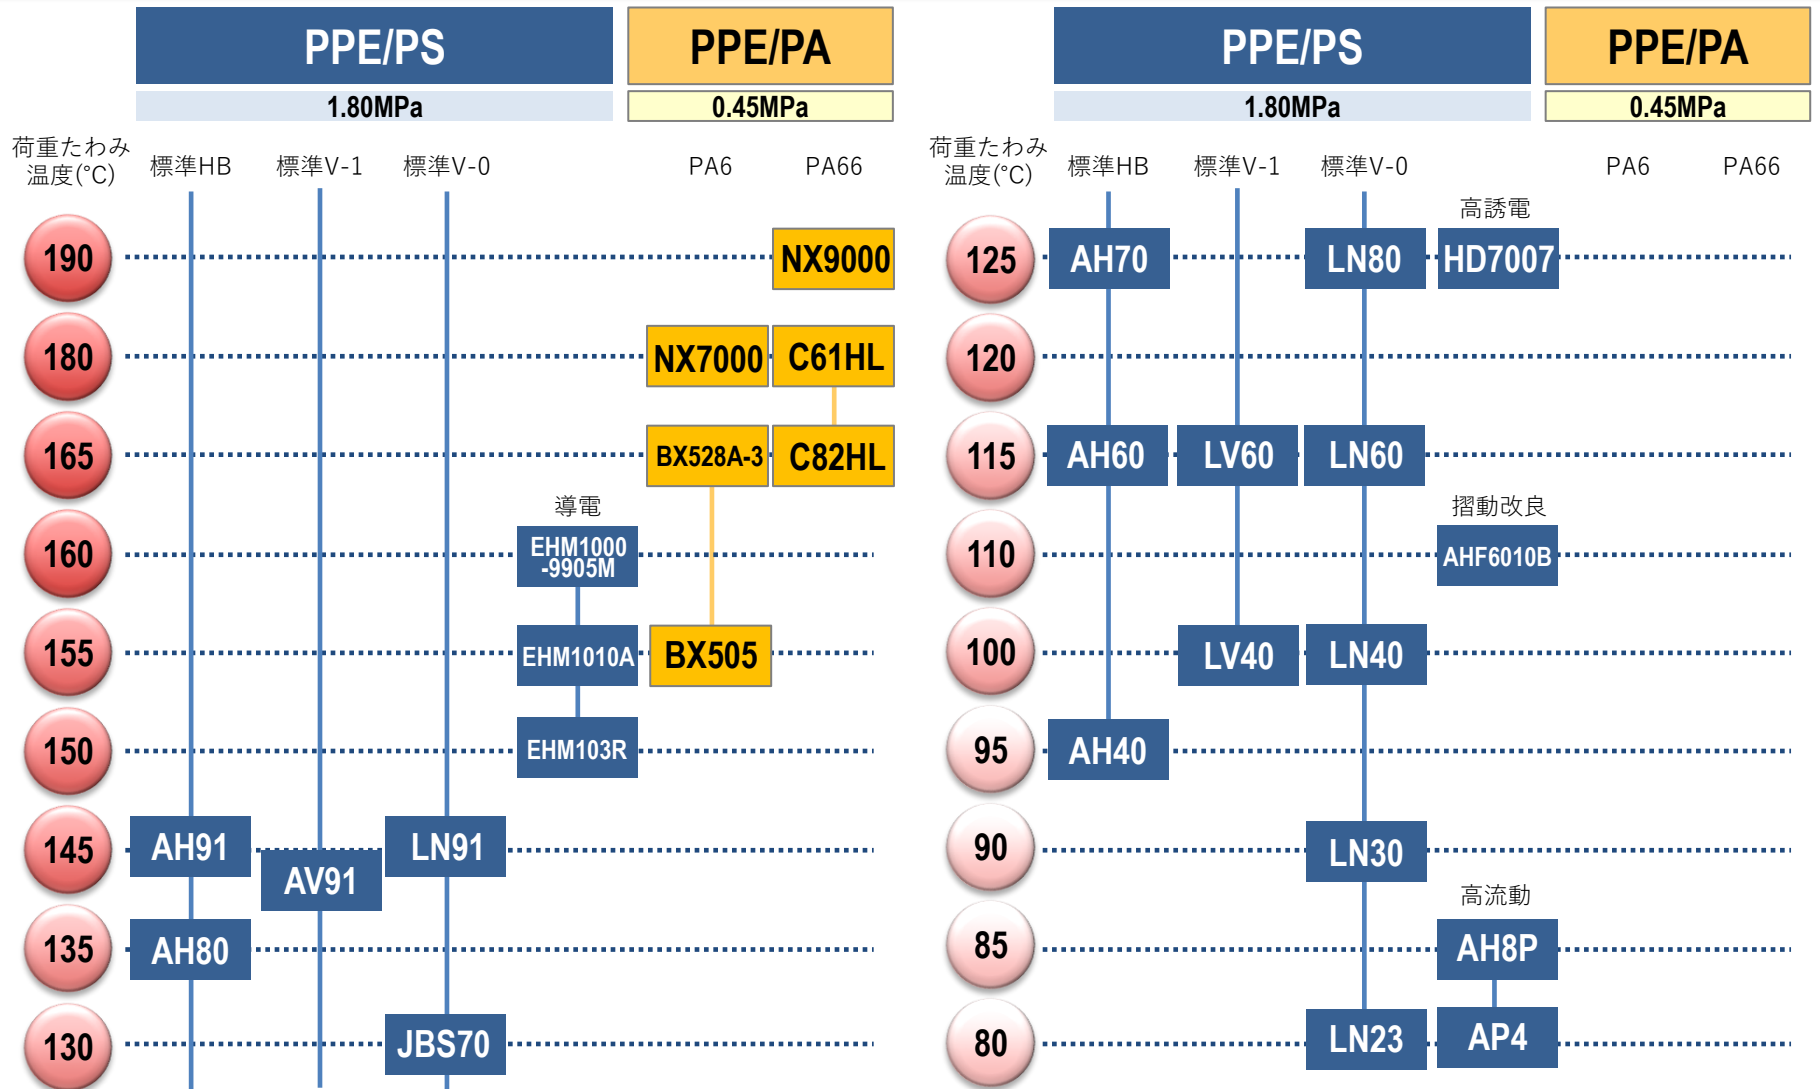 PPE/PS
PPE/PA
1.80MPa
0.45MPa
荷重たわみ
温度(°C)
標準HB
標準V-1
標準V-0
PA6
PA66
190
NX9000
180
NX7000
C61HL
165
BX528A-3
C82HL
導電
160
EHM1000
-9905M
155
EHM1010A
BX505
150
EHM103R
145
AH91
AV91
LN91
135
AH80
130
JBS70
PPE/PS
PPE/PA
1.80MPa
0.45MPa
荷重たわみ
温度(°C)
標準HB
標準V-1
標準V-0
PA6
PA66
高誘電
125
AH70
LN80
HD7007
120
115
AH60
LV60
LN60
摺動改良
110
AHF6010B
100
LV40
LN40
95
AH40
90
LN30
高流動
85
AH8P
80
LN23
AP4